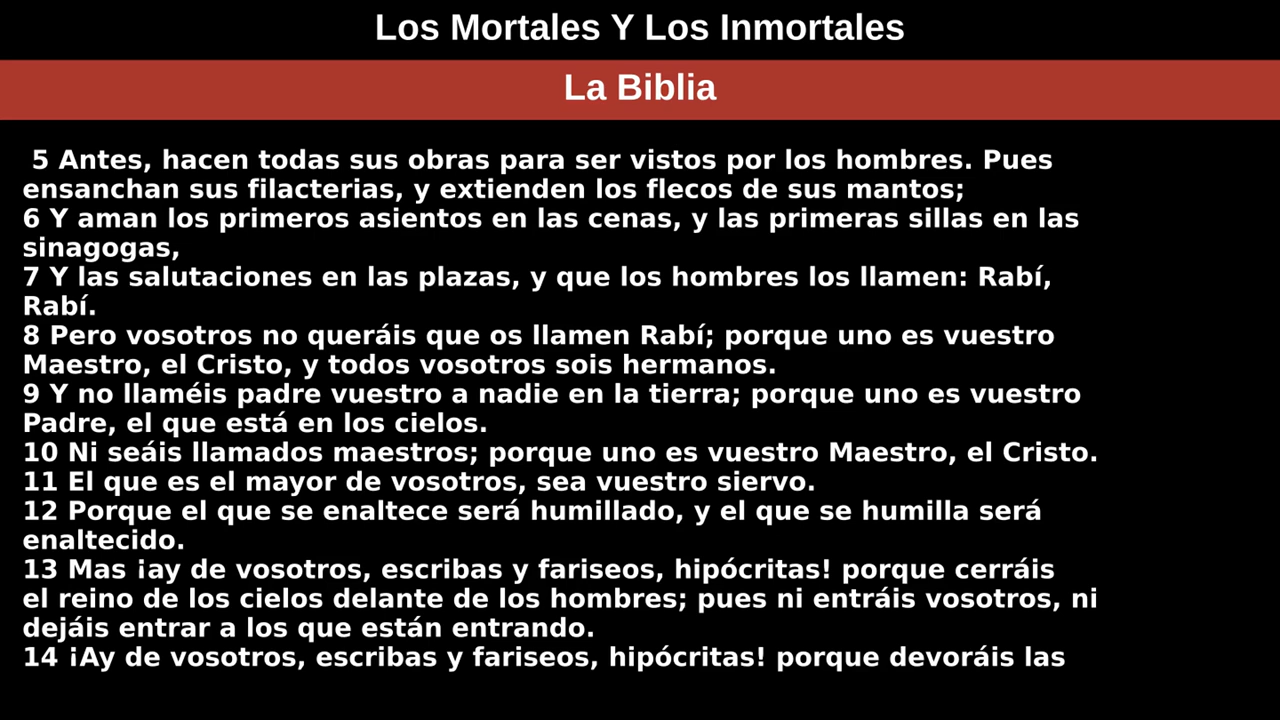 Los Mortales Y Los Inmortales
La Biblia
5 Antes, hacen todas sus obras para ser vistos por los hombres. Pues
ensanchan sus filacterias, y extienden los flecos de sus mantos;
6 Y aman los primeros asientos en las cenas, y las primeras sillas en las
sinagogas,
7 Y las salutaciones en las plazas, y que los hombres los llamen: Rabí,
Rabí.
8 Pero vosotros no queráis que os llamen Rabí; porque uno es vuestro
Maestro, el Cristo, y todos vosotros sois hermanos.
9 Y no llaméis padre vuestro a nadie en la tierra; porque uno es vuestro
Padre, el que está en los cielos.
10 Ni seáis llamados maestros; porque uno es vuestro Maestro, el Cristo.
11 El que es el mayor de vosotros, sea vuestro siervo.
12 Porque el que se enaltece será humillado, y el que se humilla será
enaltecido.
13 Mas ¡ay de vosotros, escribas y fariseos, hipócritas! porque cerráis
el reino de los cielos delante de los hombres; pues ni entráis vosotros, ni
dejáis entrar a los que están entrando.
14 ¡Ay de vosotros, escribas y fariseos, hipócritas! porque devoráis las